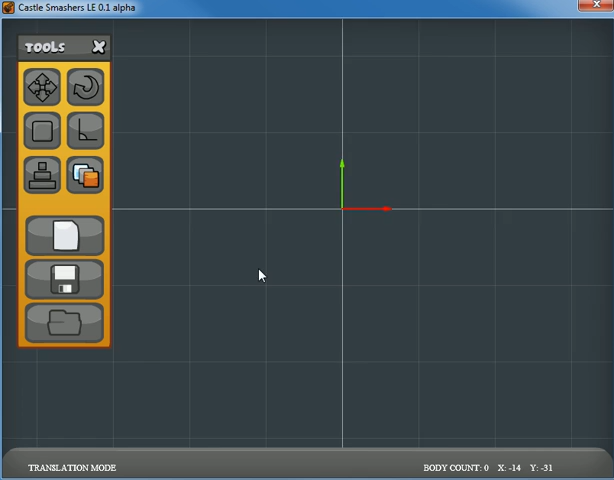 Castle Smashers LE 0.1 alpha
TOOLS
TRANSLATION MODE
BODY COUNT: 0 X: -14 Y: -31